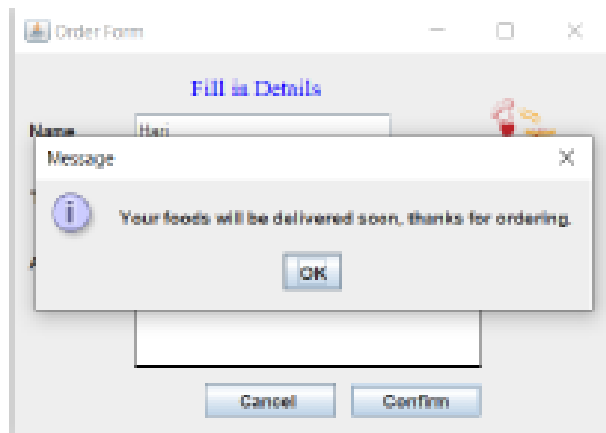 Order Form
Fill in Details
Name
Hari
Message
Your foods will be delivered soon, thanks for ordering.
OK
Cancel
Confirm